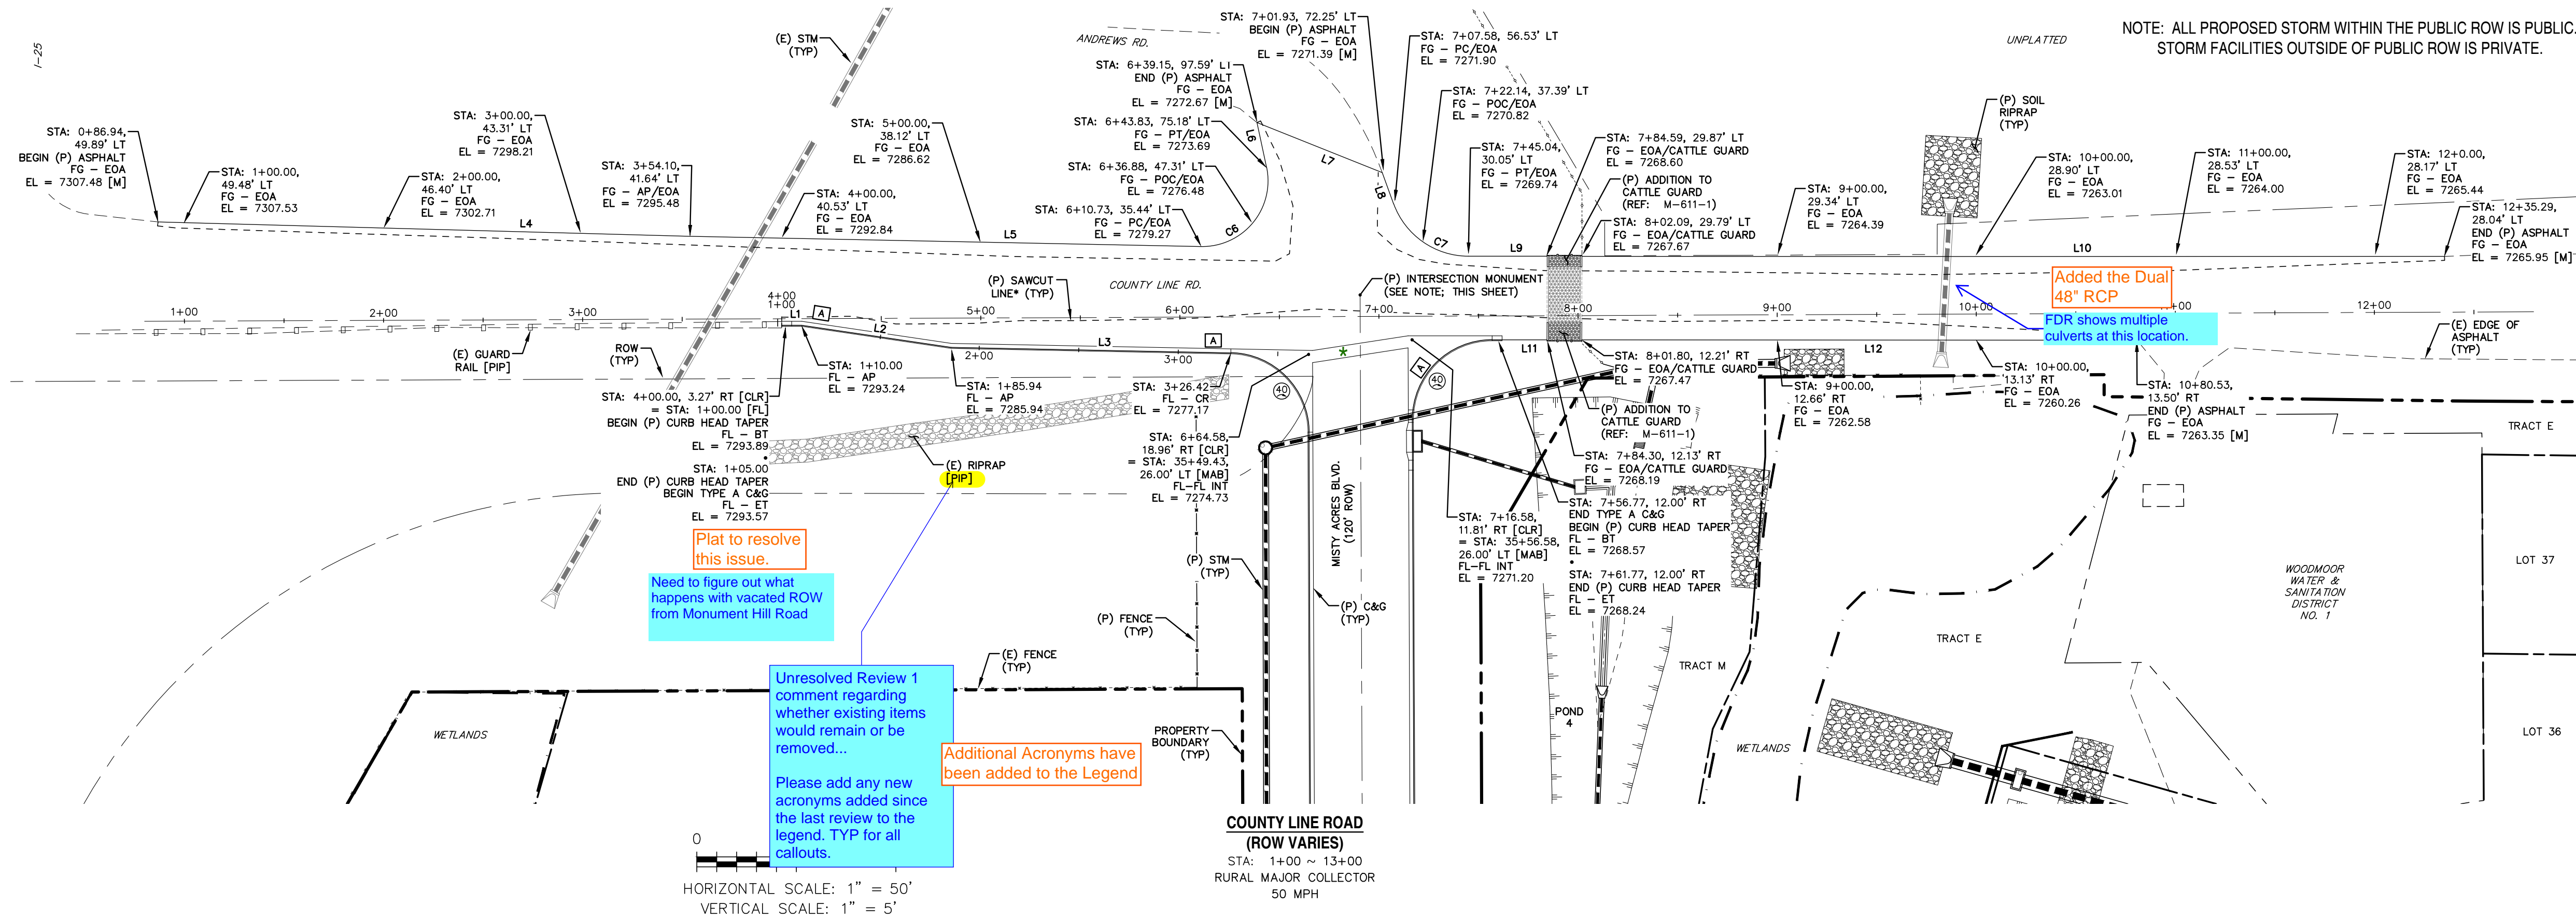 I-25
NOTE: ALL PROPOSED STORM WITHIN THE PUBLIC ROW IS PUBLIC.
STORM FACILITIES OUTSIDE OF PUBLIC ROW IS PRIVATE.
UNPLATTED
ANDREWS RD.
(E) STM
(TYP)
STA: 0+86.94,
49.89' LT
BEGIN (P) ASPHALT
FG - EOA
EL = 7307.48 [M]
STA: 1+00.00,
49.48' LT
FG - EOA
EL = 7307.53
STA: 2+00.00,
46.40' LT
FG - EOA
EL = 7302.71
STA: 3+00.00,
43.31' LT
FG - EOA
EL = 7298.21
STA: 3+54.10,
41.64' LT
FG - AP/EOA
EL = 7295.48
STA: 4+00.00,
40.53' LT
FG - EOA
EL = 7292.84
STA: 5+00.00,
38.12' LT
FG - EOA
EL = 7286.62
STA: 6+39.15, 97.59' LT
END (P) ASPHALT
FG - EOA
EL = 7272.67 [M]
STA: 6+43.83, 75.18' LT
FG - PT/EOA
EL = 7273.69
STA: 6+36.88, 47.31' LT
FG - POC/EOA
EL = 7276.48
STA: 6+10.73, 35.44' LT
FG - PC/EOA
EL = 7279.27
STA: 7+01.93, 72.25' LT
BEGIN (P) ASPHALT
FG - EOA
EL = 7271.39 [M]
STA: 7+07.58, 56.53' LT
FG - PC/EOA
EL = 7271.90
STA: 7+22.14, 37.39' LT
FG - POC/EOA
EL = 7270.82
STA: 7+45.04,
30.05' LT
FG - PT/EOA
EL = 7269.74
STA: 7+84.59, 29.87' LT
FG - EOA/CATTLE GUARD
EL = 7268.60
(P) ADDITION TO
CATTLE GUARD
(REF: M-611-1)
STA: 8+02.09, 29.79' LT
FG - EOA/CATTLE GUARD
EL = 7267.67
STA: 9+00.00,
29.34' LT
FG - EOA
EL = 7264.39
(P) SOIL
RIPRAP
(TYP)
STA: 10+00.00,
28.90' LT
FG - EOA
EL = 7263.01
STA: 11+00.00,
28.53' LT
FG - EOA
EL = 7264.00
STA: 12+0.00,
28.17' LT
FG - EOA
EL = 7265.44
STA: 12+35.29,
28.04' LT
END (P) ASPHALT
FG - EOA
EL = 7265.95 [M]
L4
L5
C6
L6
L7
L8
C7
L9
L10
(P) SAWCUT
LINE* (TYP)
COUNTY LINE RD.
(P) INTERSECTION MONUMENT
(SEE NOTE; THIS SHEET)
Added the Dual
48" RCP
FDR shows multiple
culverts at this location.
1+00
2+00
3+00
4+00
1+00
5+00
6+00
7+00
8+00
9+00
10+00
12+00
L1
A
L2
L3
A
2+00
3+00
*
A
40
40
L11
L12
(E) GUARD
RAIL [PIP]
ROW
(TYP)
(E) EDGE OF
ASPHALT
(TYP)
STA: 1+10.00
FL - AP
EL = 7293.24
STA: 1+85.94
FL - AP
EL = 7285.94
STA: 3+26.42
FL - CR
EL = 7277.17
STA: 4+00.00, 3.27' RT [CLR]
= STA: 1+00.00 [FL]
BEGIN (P) CURB HEAD TAPER
FL - BT
EL = 7293.89
•
STA: 1+05.00
END (P) CURB HEAD TAPER
BEGIN TYPE A C&G
FL - ET
EL = 7293.57
(E) RIPRAP
[PIP]
STA: 6+64.58,
18.96' RT [CLR]
= STA: 35+49.43,
26.00' LT [MAB]
FL-FL INT
EL = 7274.73
STA: 7+16.58,
11.81' RT [CLR]
= STA: 35+56.58,
26.00' LT [MAB]
FL-FL INT
EL = 7271.20
STA: 8+01.80, 12.21' RT
FG - EOA/CATTLE GUARD
EL = 7267.47
(P) ADDITION TO
CATTLE GUARD
(REF: M-611-1)
STA: 7+84.30, 12.13' RT
FG - EOA/CATTLE GUARD
EL = 7268.19
STA: 7+56.77, 12.00' RT
END TYPE A C&G
BEGIN (P) CURB HEAD TAPER
FL - BT
EL = 7268.57
•
STA: 7+61.77, 12.00' RT
END (P) CURB HEAD TAPER
FL - ET
EL = 7268.24
STA: 9+00.00,
12.66' RT
FG - EOA
EL = 7262.58
STA: 10+00.00,
13.13' RT
FG - EOA
EL = 7260.26
STA: 10+80.53,
13.50' RT
END (P) ASPHALT
FG - EOA
EL = 7263.35 [M]
TRACT E
LOT 37
LOT 36
WOODMOOR
WATER &
SANITATION
DISTRICT
NO. 1
TRACT E
TRACT M
WETLANDS
POND
4
MISTY ACRES BLVD.
(120' ROW)
(P) STM
(TYP)
(P) C&G
(TYP)
(P) FENCE
(TYP)
(E) FENCE
(TYP)
PROPERTY
BOUNDARY
(TYP)
WETLANDS
Plat to resolve
this issue.
Need to figure out what
happens with vacated ROW
from Monument Hill Road
Unresolved Review 1
comment regarding
whether existing items
would remain or be
removed...
Please add any new
acronyms added since
the last review to the
legend. TYP for all
callouts.
Additional Acronyms have
been added to the Legend
COUNTY LINE ROAD
(ROW VARIES)
STA: 1+00 ~ 13+00
RURAL MAJOR COLLECTOR
50 MPH
0
HORIZONTAL SCALE: 1" = 50'
VERTICAL SCALE: 1" = 5'